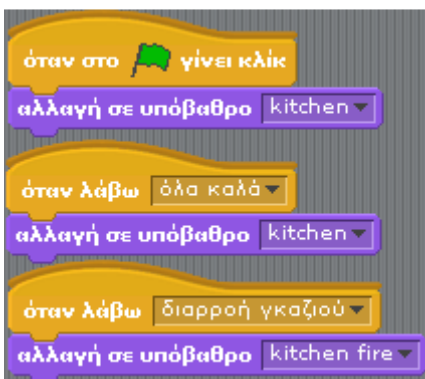 όταν στο γίνει κλίκ
αλλαγή σε υπόβαθρο kitchen
όταν λάβω όλα καλά
αλλαγή σε υπόβαθρο kitchen
όταν λάβω διαρροή γκαζιού
αλλαγή σε υπόβαθρο kitchen fire